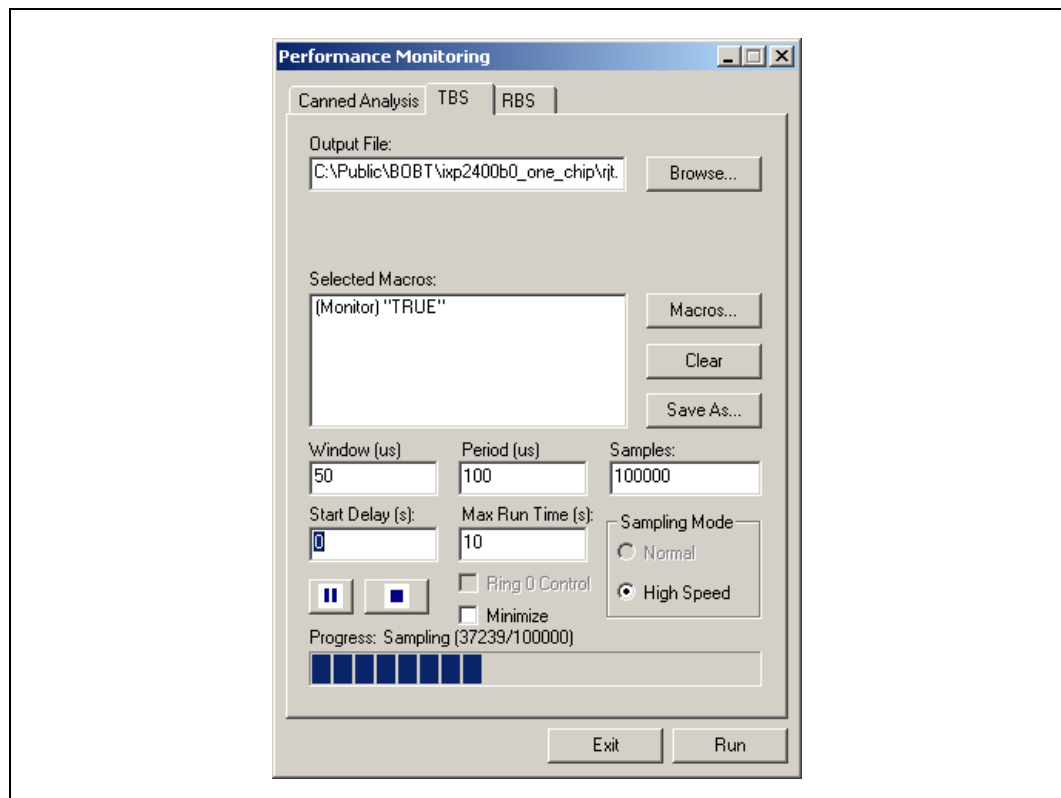 Performance Monitoring
Canned Analysis TBS RBS
Output File:
C:\Public\BOBT\ixp2400b0_one_chip\rjt. Browse...
Selected Macros:
(Monitor) "TRUE" Macros...
Clear
Save As...
Window (us) Period (us) Samples:
50 100 100000
Start Delay (s): Max Run Time (s): Sampling Mode
0 10 Normal
Ring 0 Control High Speed
Minimize
Progress: Sampling (37239/100000)
Exit Run